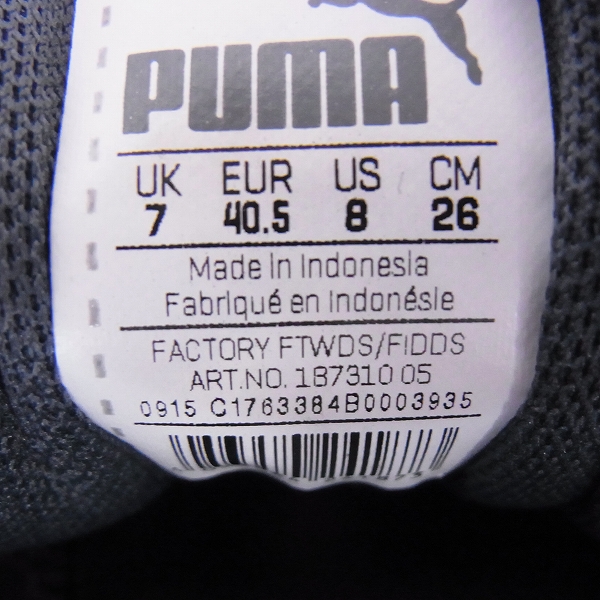 PUMA
UK EUR US CM
7 40.5 8 26
Made in Indonesia
Fabriqué en Indonésie
FACTORY FTWDS/FIDDS
ART.NO. 187310 05
0915 C1763384B0003935